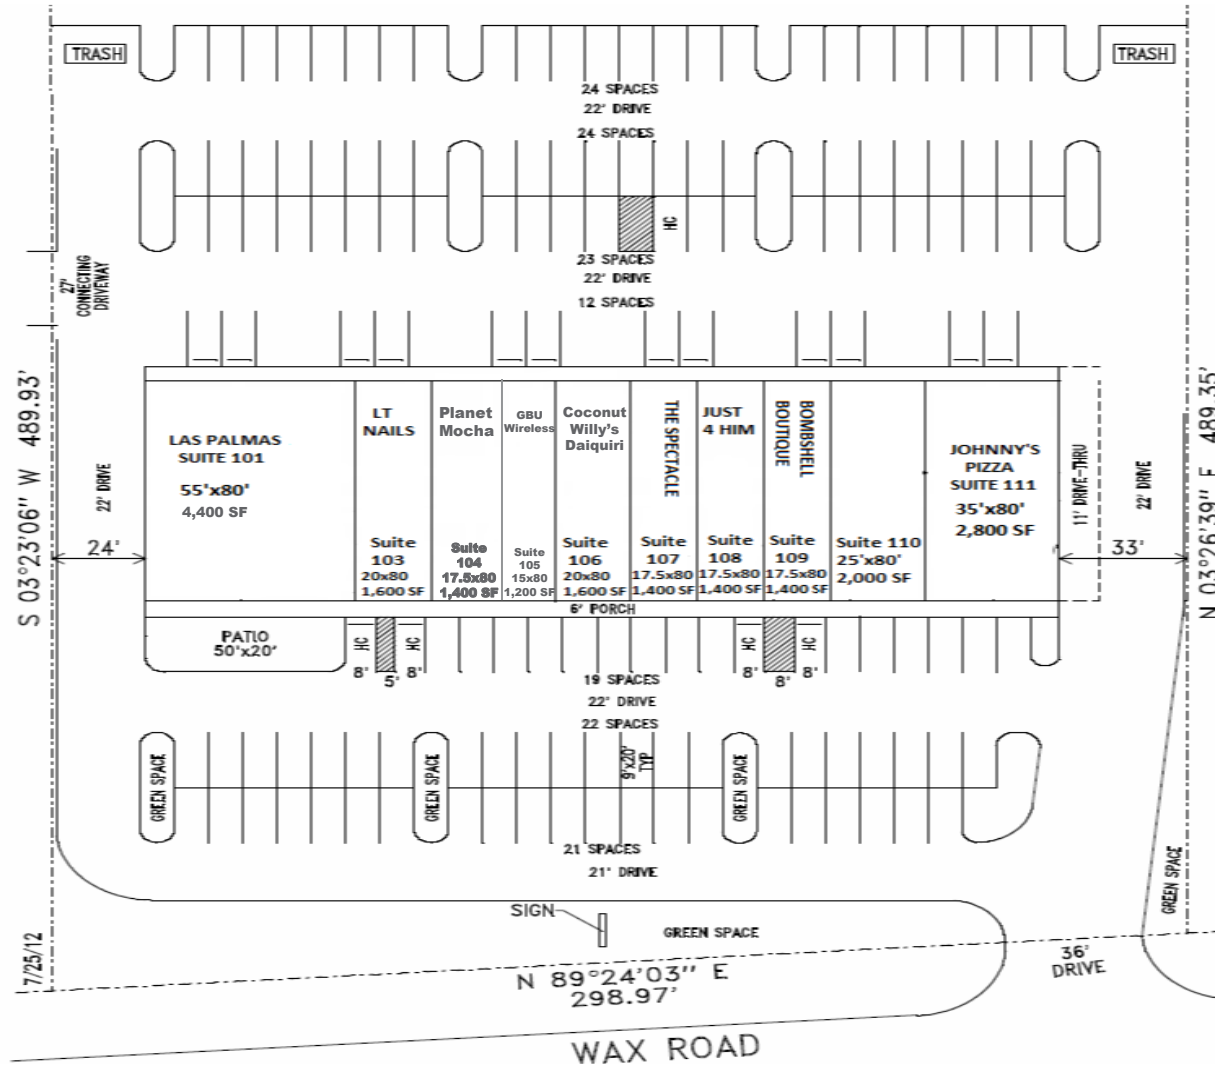 TRASH
TRASH
24 SPACES
22' DRIVE
24 SPACES
HC
23 SPACES
22' DRIVE
12 SPACES
27'
CONNECTING
DRIVEWAY
S 03°23'06" W 489.93'
22' DRIVE
24'
LAS PALMAS
SUITE 101
55'x80'
4,400 SF
LT
NAILS
Suite
103
20x80
1,600 SF
Planet
Mocha
Suite
104
17.5x80
1,400 SF
GBU
Wireless
Suite
105
15x80
1,200 SF
Coconut
Willy's
Daiquiri
Suite
106
20x80
1,600 SF
THE SPECTACLE
Suite
107
17.5x80
1,400 SF
JUST
4 HIM
Suite
108
17.5x80
1,400 SF
BOMBSHELL
BOUTIQUE
Suite
109
17.5x80
1,400 SF
Suite 110
25'x80'
2,000 SF
JOHNNY'S
PIZZA
SUITE 111
35'x80'
2,800 SF
11' DRIVE-THRU
22' DRIVE
33'
N 03°26'39" E 489.35'
6' PORCH
PATIO
50'x20'
HC
HC
8'
5'
8'
HC
HC
8'
8'
8'
19 SPACES
22' DRIVE
22 SPACES
9'x20'
TYP
GREEN SPACE
GREEN SPACE
GREEN SPACE
21 SPACES
21' DRIVE
GREEN SPACE
SIGN
GREEN SPACE
7/25/12
N 89°24'03" E
298.97'
36'
DRIVE
WAX ROAD